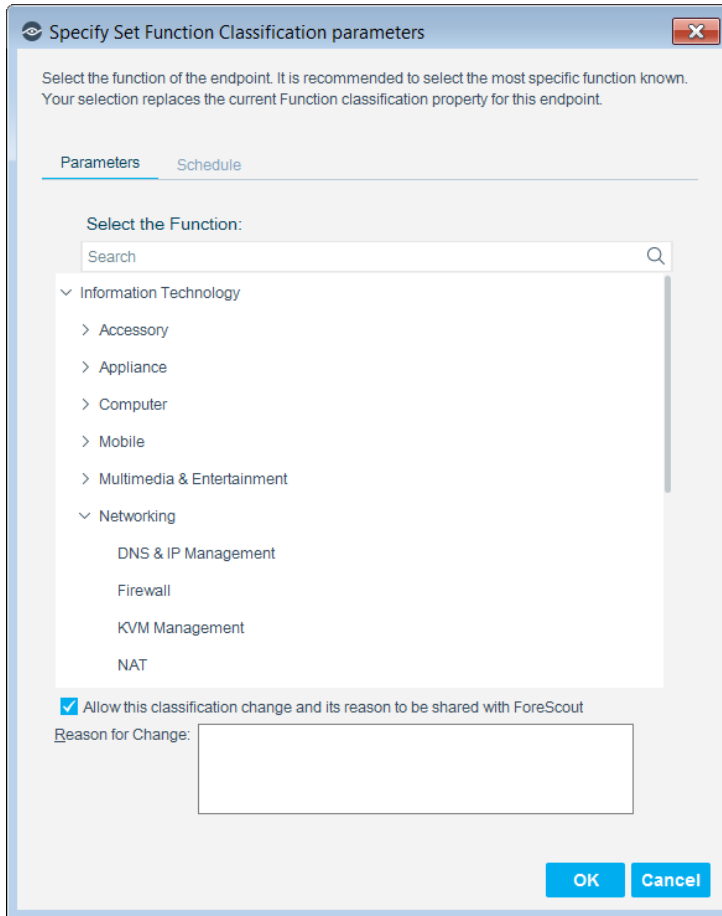 Specify Set Function Classification parameters
Select the function of the endpoint. It is recommended to select the most specific function known.
Your selection replaces the current Function classification property for this endpoint.
Parameters Schedule
Select the Function:
Search
Information Technology
Accessory
Appliance
Computer
Mobile
Multimedia & Entertainment
Networking
DNS & IP Management
Firewall
KVM Management
NAT
Allow this classification change and its reason to be shared with ForeScout
Reason for Change:
OK Cancel